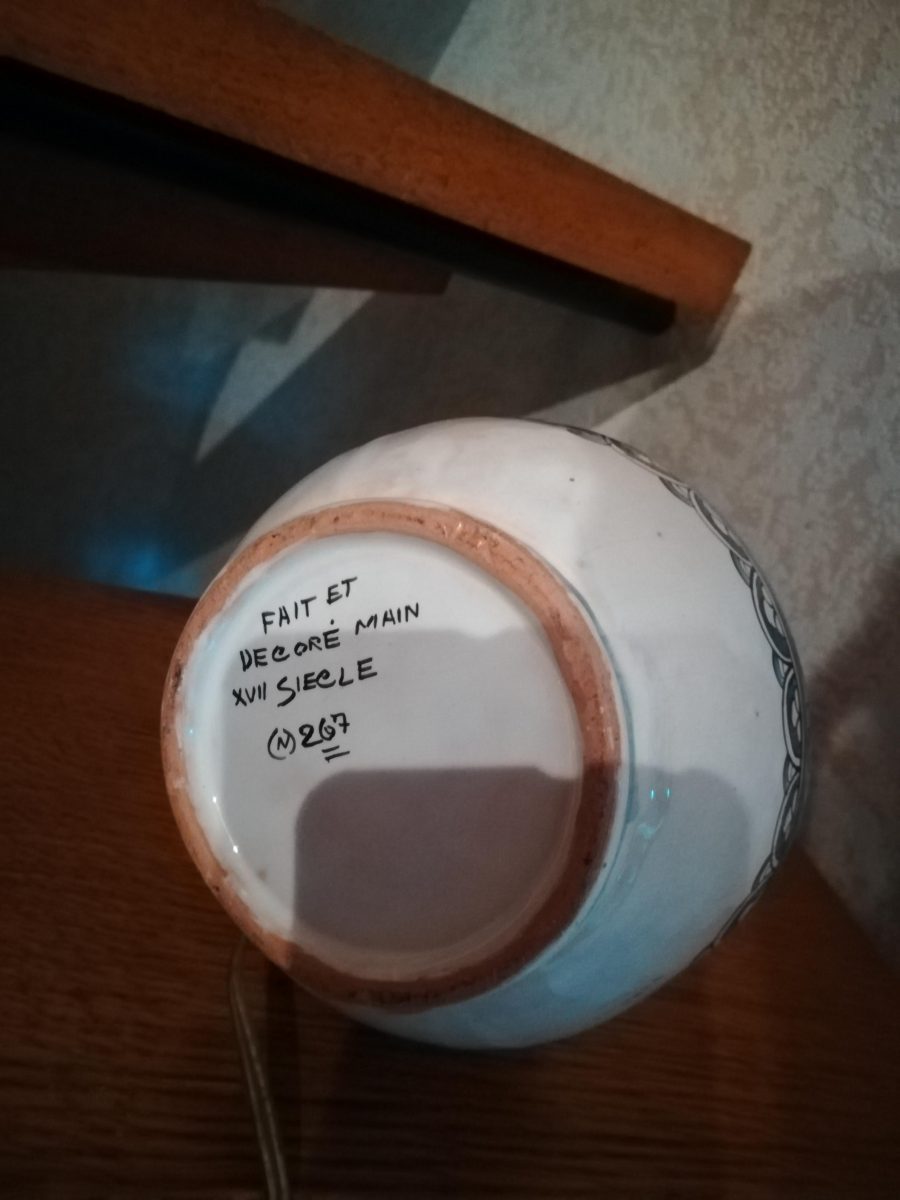 FAIT ET
DECORÉ MAIN
XVII SIECLE
(N) 267